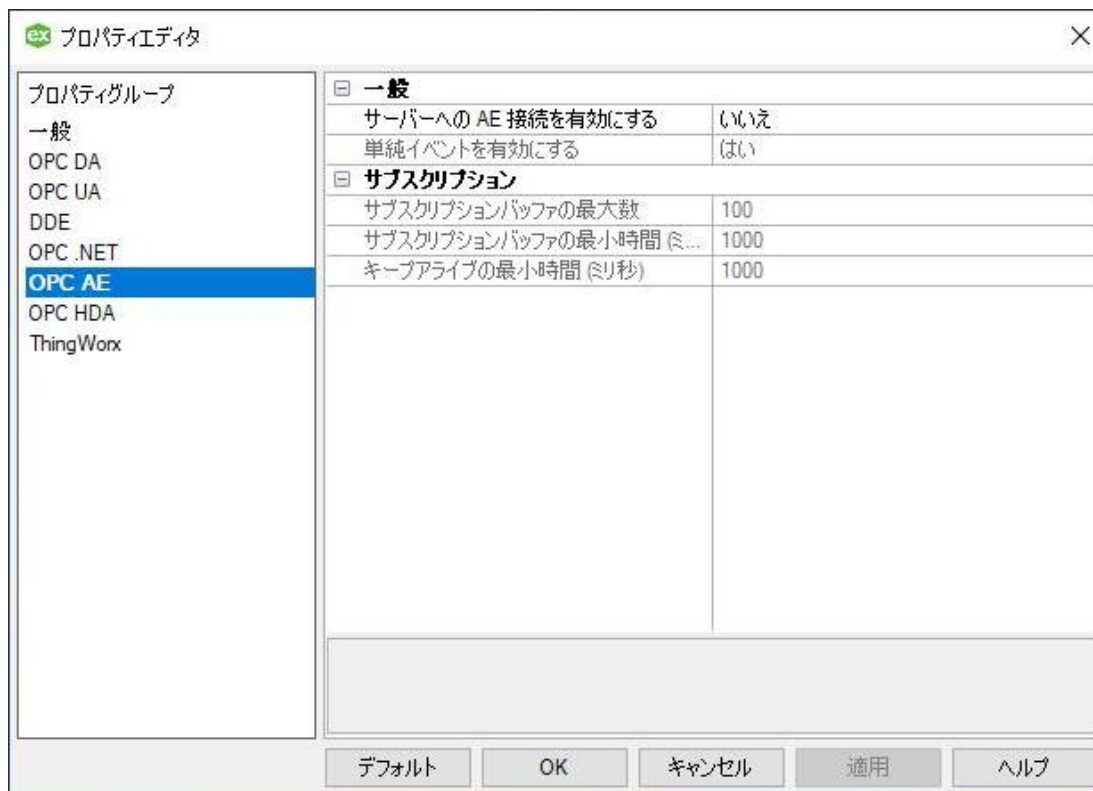 ex プロパティエディタ
プロパティグループ
一般
OPC DA
OPC UA
DDE
OPC .NET
OPC AE
OPC HDA
ThingWorx
一般
サーバーへの AE 接続を有効にする いいえ
単純イベントを有効にする はい
サブスクリプション
サブスクリプションバッファの最大数 100
サブスクリプションバッファの最小時間 (ミ... 1000
キープアライブの最小時間 (ミリ秒) 1000
デフォルト OK キャンセル 適用 ヘルプ